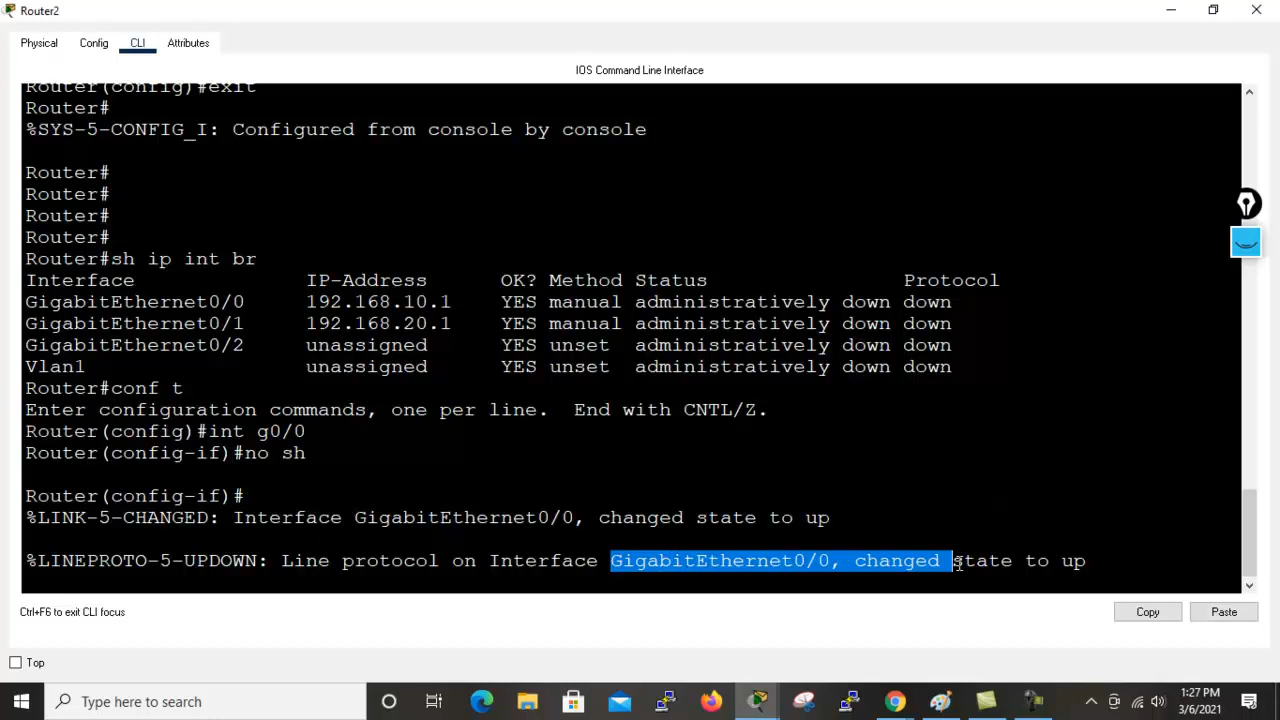 Router2
Physical Config CLI Attributes
IOS Command Line Interface
Router(config)#exit
Router#
%SYS-5-CONFIG_I: Configured from console by console
Router#
Router#
Router#
Router#
Router#sh ip int br
Interface IP-Address OK? Method Status Protocol
GigabitEthernet0/0 192.168.10.1 YES manual administratively down down
GigabitEthernet0/1 192.168.20.1 YES manual administratively down down
GigabitEthernet0/2 unassigned YES unset administratively down down
Vlan1 unassigned YES unset administratively down down
Router#conf t
Enter configuration commands, one per line. End with CNTL/Z.
Router(config)#int g0/0
Router(config-if)#no sh
Router(config-if)#
%LINK-5-CHANGED: Interface GigabitEthernet0/0, changed state to up
%LINEPROTO-5-UPDOWN: Line protocol on Interface GigabitEthernet0/0, changed state to up
Ctrl+F6 to exit CLI focus
Copy Paste
Top
Type here to search
1:27 PM
3/6/2021